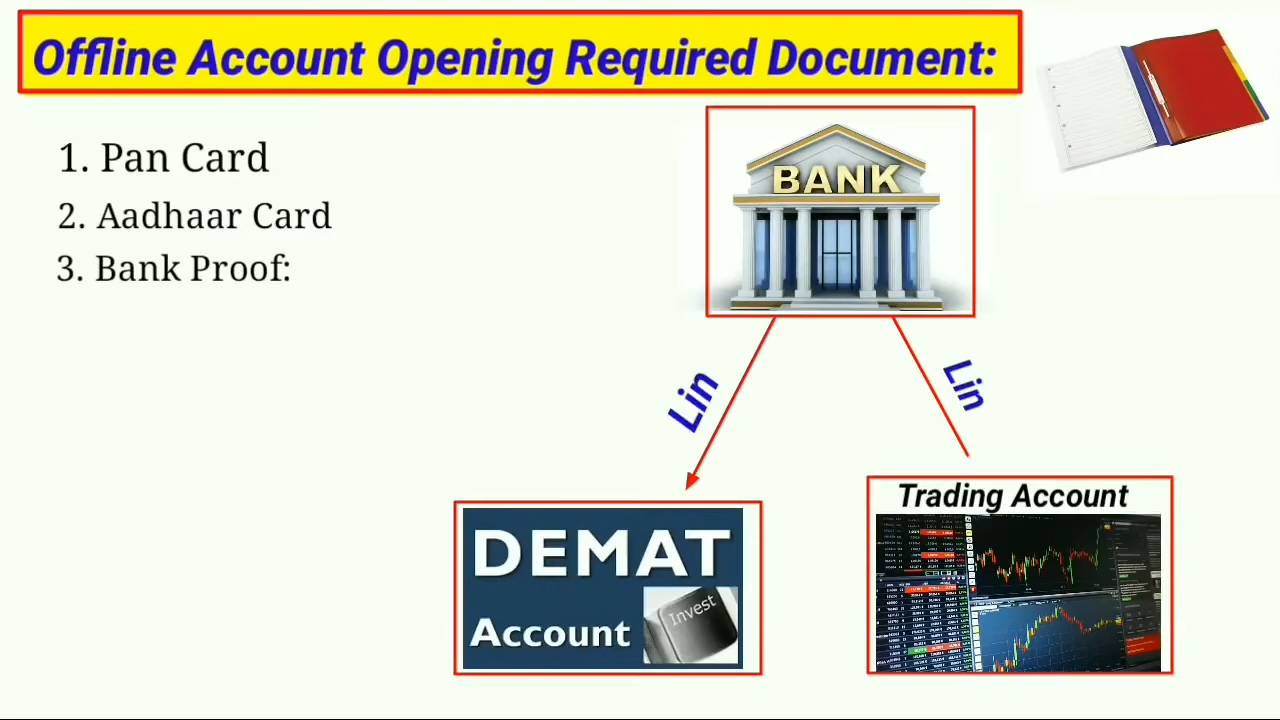 Offline Account Opening Required Document:
1. Pan Card
2. Aadhaar Card
3. Bank Proof:
BANK
Lin
Lin
DEMAT
Account
Invest
Trading Account